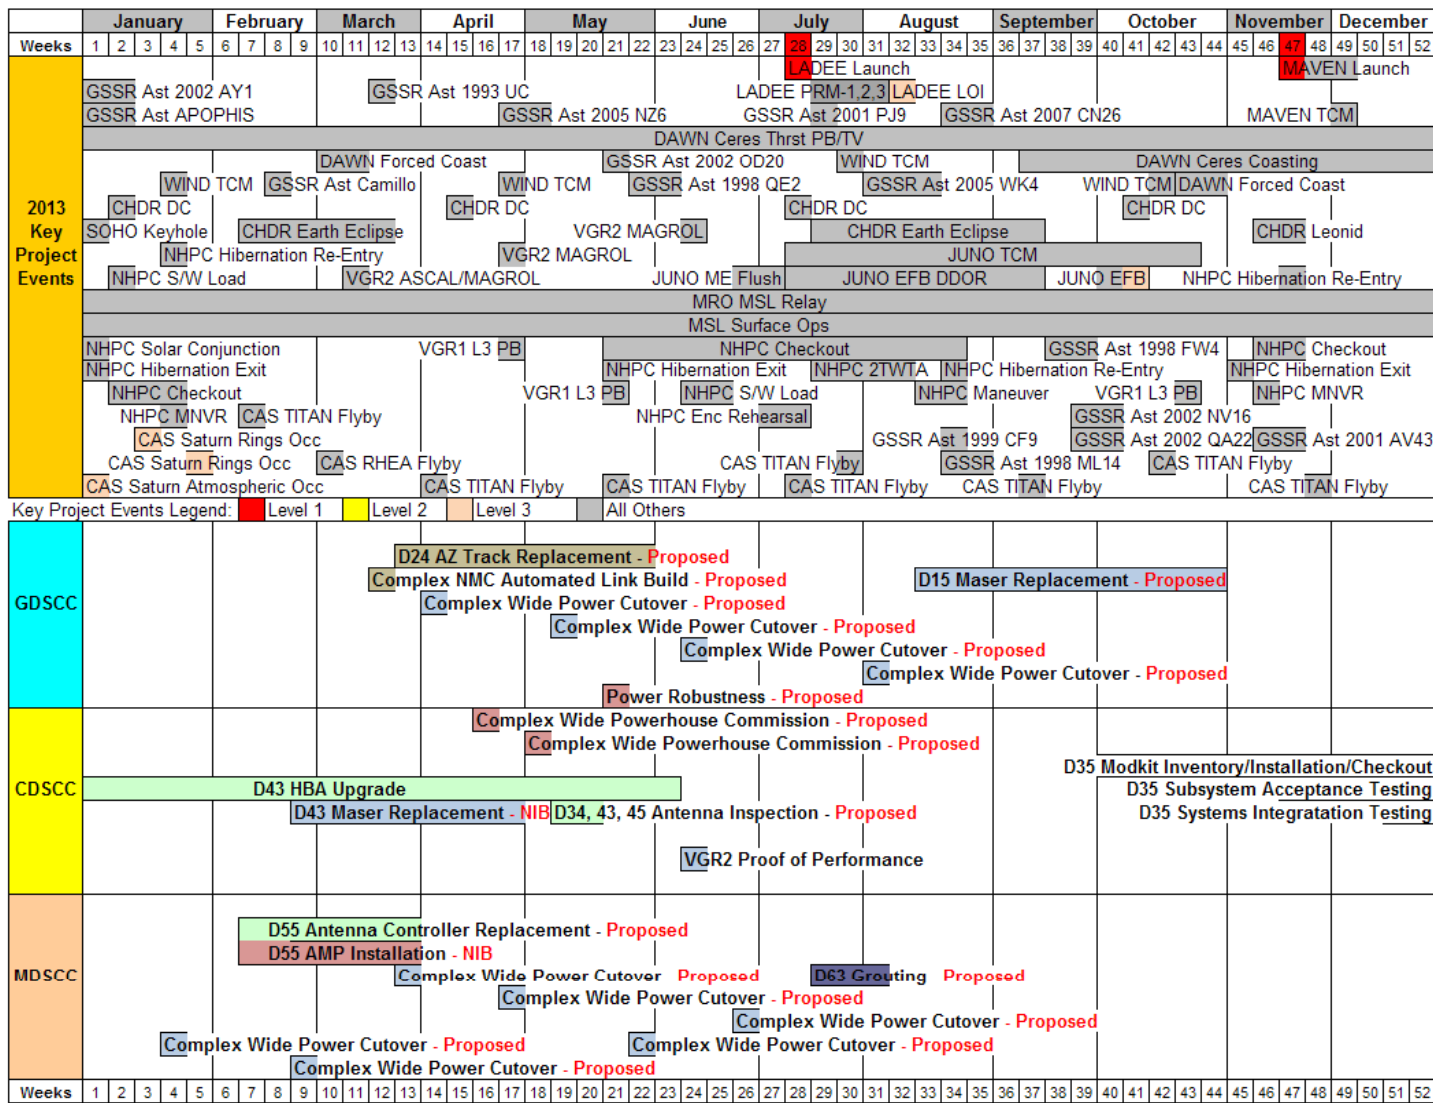 January February March April May June July August September October November December
Weeks 1 2 3 4 5 6 7 8 9 10 11 12 13 14 15 16 17 18 19 20 21 22 23 24 25 26 27 28 29 30 31 32 33 34 35 36 37 38 39 40 41 42 43 44 45 46 47 48 49 50 51 52
2013 Key Project Events
LADEE Launch MAVEN Launch
GSSR Ast 2002 AY1 GSSR Ast 1993 UC LADEE PRM-1,2,3 LADEE LOI
GSSR Ast APOPHIS GSSR Ast 2005 NZ6 GSSR Ast 2001 PJ9 GSSR Ast 2007 CN26 MAVEN TCM
DAWN Ceres Thrst PB/TV
DAWN Forced Coast GSSR Ast 2002 OD20 WIND TCM DAWN Ceres Coasting
WIND TCM GSSR Ast Camillo WIND TCM GSSR Ast 1998 QE2 GSSR Ast 2005 WK4 WIND TCM DAWN Forced Coast
CHDR DC CHDR DC CHDR DC CHDR DC
SOHO Keyhole CHDR Earth Eclipse VGR2 MAGROL CHDR Earth Eclipse CHDR Leonid
NHPC Hibernation Re-Entry VGR2 MAGROL JUNO TCM
NHPC S/W Load VGR2 ASCAL/MAGROL JUNO ME Flush JUNO EFB DDOR JUNO EFB NHPC Hibernation Re-Entry
MRO MSL Relay
MSL Surface Ops
NHPC Solar Conjunction VGR1 L3 PB NHPC Checkout GSSR Ast 1998 FW4 NHPC Checkout
NHPC Hibernation Exit NHPC Hibernation Exit NHPC 2TWTA NHPC Hibernation Re-Entry NHPC Hibernation Exit
NHPC Checkout VGR1 L3 PB NHPC S/W Load NHPC Maneuver VGR1 L3 PB NHPC MNVR
NHPC MNVR CAS TITAN Flyby NHPC Enc Rehearsal GSSR Ast 2002 NV16
CAS Saturn Rings Occ GSSR Ast 1999 CF9 GSSR Ast 2002 QA22 GSSR Ast 2001 AV43
CAS Saturn Rings Occ CAS RHEA Flyby CAS TITAN Flyby GSSR Ast 1998 ML14 CAS TITAN Flyby
CAS Saturn Atmospheric Occ CAS TITAN Flyby CAS TITAN Flyby CAS TITAN Flyby CAS TITAN Flyby CAS TITAN Flyby
Key Project Events Legend: Level 1 Level 2 Level 3 All Others
GDSCC
D24 AZ Track Replacement - Proposed
Complex NMC Automated Link Build - Proposed D15 Maser Replacement - Proposed
Complex Wide Power Cutover - Proposed
Complex Wide Power Cutover - Proposed
Complex Wide Power Cutover - Proposed
Complex Wide Power Cutover - Proposed
Power Robustness - Proposed
CDSCC
Complex Wide Powerhouse Commission - Proposed
Complex Wide Powerhouse Commission - Proposed
D35 Modkit Inventory/Installation/Checkout
D43 HBA Upgrade D35 Subsystem Acceptance Testing
D43 Maser Replacement - NIB D34, 43, 45 Antenna Inspection - Proposed D35 Systems Integratation Testing
VGR2 Proof of Performance
MDSCC
D55 Antenna Controller Replacement - Proposed
D55 AMP Installation - NIB
Complex Wide Power Cutover Proposed D63 Grouting Proposed
Complex Wide Power Cutover - Proposed
Complex Wide Power Cutover - Proposed
Complex Wide Power Cutover - Proposed Complex Wide Power Cutover - Proposed
Complex Wide Power Cutover - Proposed
Weeks 1 2 3 4 5 6 7 8 9 10 11 12 13 14 15 16 17 18 19 20 21 22 23 24 25 26 27 28 29 30 31 32 33 34 35 36 37 38 39 40 41 42 43 44 45 46 47 48 49 50 51 52